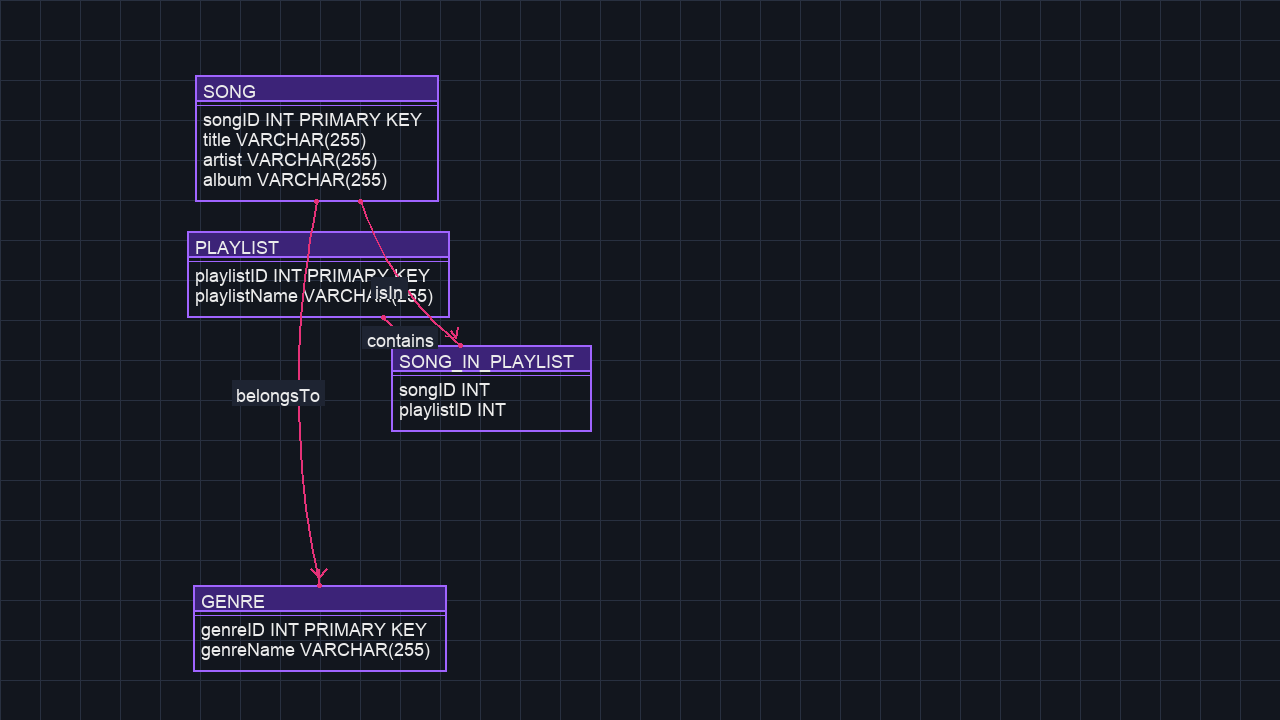 SONG
songID INT PRIMARY KEY
title VARCHAR(255)
artist VARCHAR(255)
album VARCHAR(255)
PLAYLIST
playlistID INT PRIMARY KEY
playlistName VARCHAR(255)
isIn
contains
SONG_IN_PLAYLIST
songID INT
playlistID INT
belongsTo
GENRE
genreID INT PRIMARY KEY
genreName VARCHAR(255)